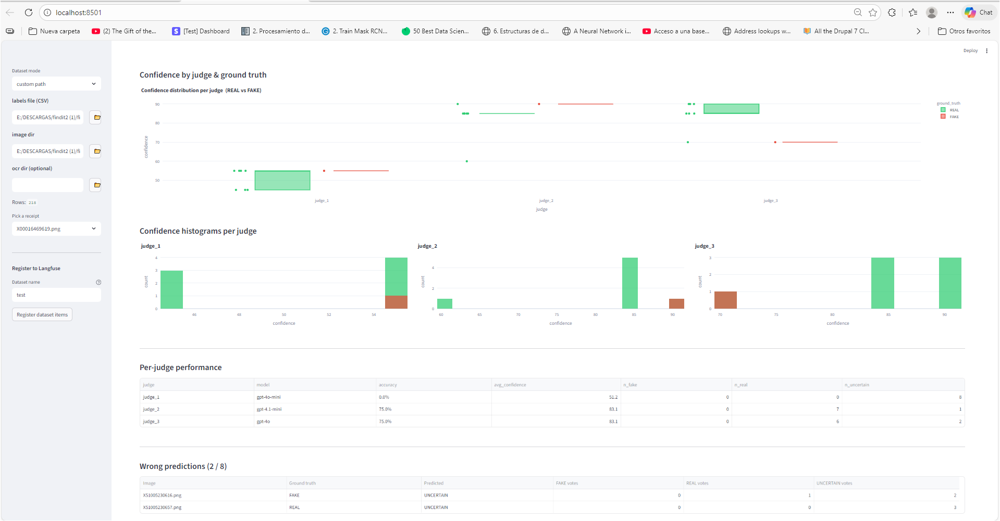 localhost:8501
Chat
Nueva carpeta
(2) The Gift of the...
[Test] Dashboard
2. Procesamiento d...
2. Train Mask RCN...
50 Best Data Scien...
6. Estructuras de d...
A Neural Network i...
Acceso a una base...
Address lookups w...
All the Drupal 7 Cl...
Otros favoritos
Deploy
Dataset mode
custom path
labels file (CSV)
E:/DESCARGAS/findit2 (1)/fi
image dir
E:/DESCARGAS/findit2 (1)/fi
ocr dir (optional)
Rows: 218
Pick a receipt
X00016469619.png
Register to Langfuse
Dataset name
test
Register dataset items
Confidence by judge & ground truth
Confidence distribution per judge (REAL vs FAKE)
confidence
90
80
70
60
50
judge_1
judge_2
judge_3
judge
ground_truth
REAL
FAKE
Confidence histograms per judge
judge_1
count
4
3
2
1
0
46
48
50
52
54
confidence
judge_2
count
4
2
0
60
65
70
75
80
85
90
confidence
judge_3
count
3
2
1
0
70
75
80
85
90
confidence
Per-judge performance
judge model accuracy avg_confidence n_fake n_real n_uncertain
judge_1 gpt-4o-mini 0.0% 51.2 0 0 8
judge_2 gpt-4.1-mini 75.0% 83.1 0 7 1
judge_3 gpt-4o 75.0% 83.1 0 6 2
Wrong predictions (2 / 8)
Image Ground truth Predicted FAKE votes REAL votes UNCERTAIN votes
X51005230616.png FAKE UNCERTAIN 0 1 2
X51005230657.png REAL UNCERTAIN 0 0 3